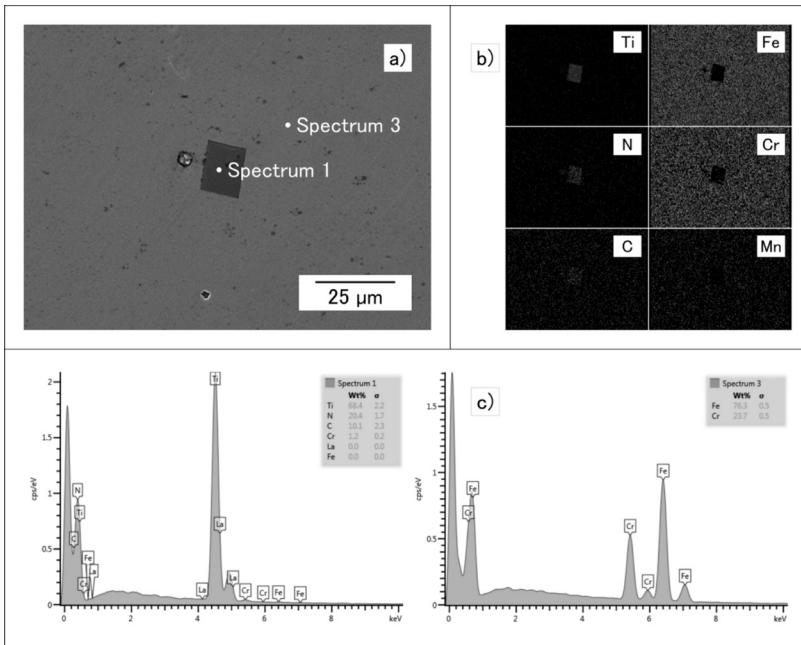 a)
Spectrum 3
Spectrum 1
25 μm
b)
Ti
Fe
N
Cr
C
Mn
2
1.5
1
0.5
0
cps/eV
N
Ti
C
Fe
La
Cr
Ti
La
La
La
Cr
Cr
Fe
Fe
0 2 4 6 8 keV
Spectrum 1
Wt% σ
Ti 68.4 2.2
N 20.4 1.7
C 10.1 2.3
Cr 1.2 0.2
La 0.0 0.0
Fe 0.0 0.0
c)
1.5
1
0.5
0
cps/eV
Fe
Cr
Cr
Cr
Fe
Fe
0 2 4 6 8 keV
Spectrum 3
Wt% σ
Fe 76.3 0.5
Cr 23.7 0.5